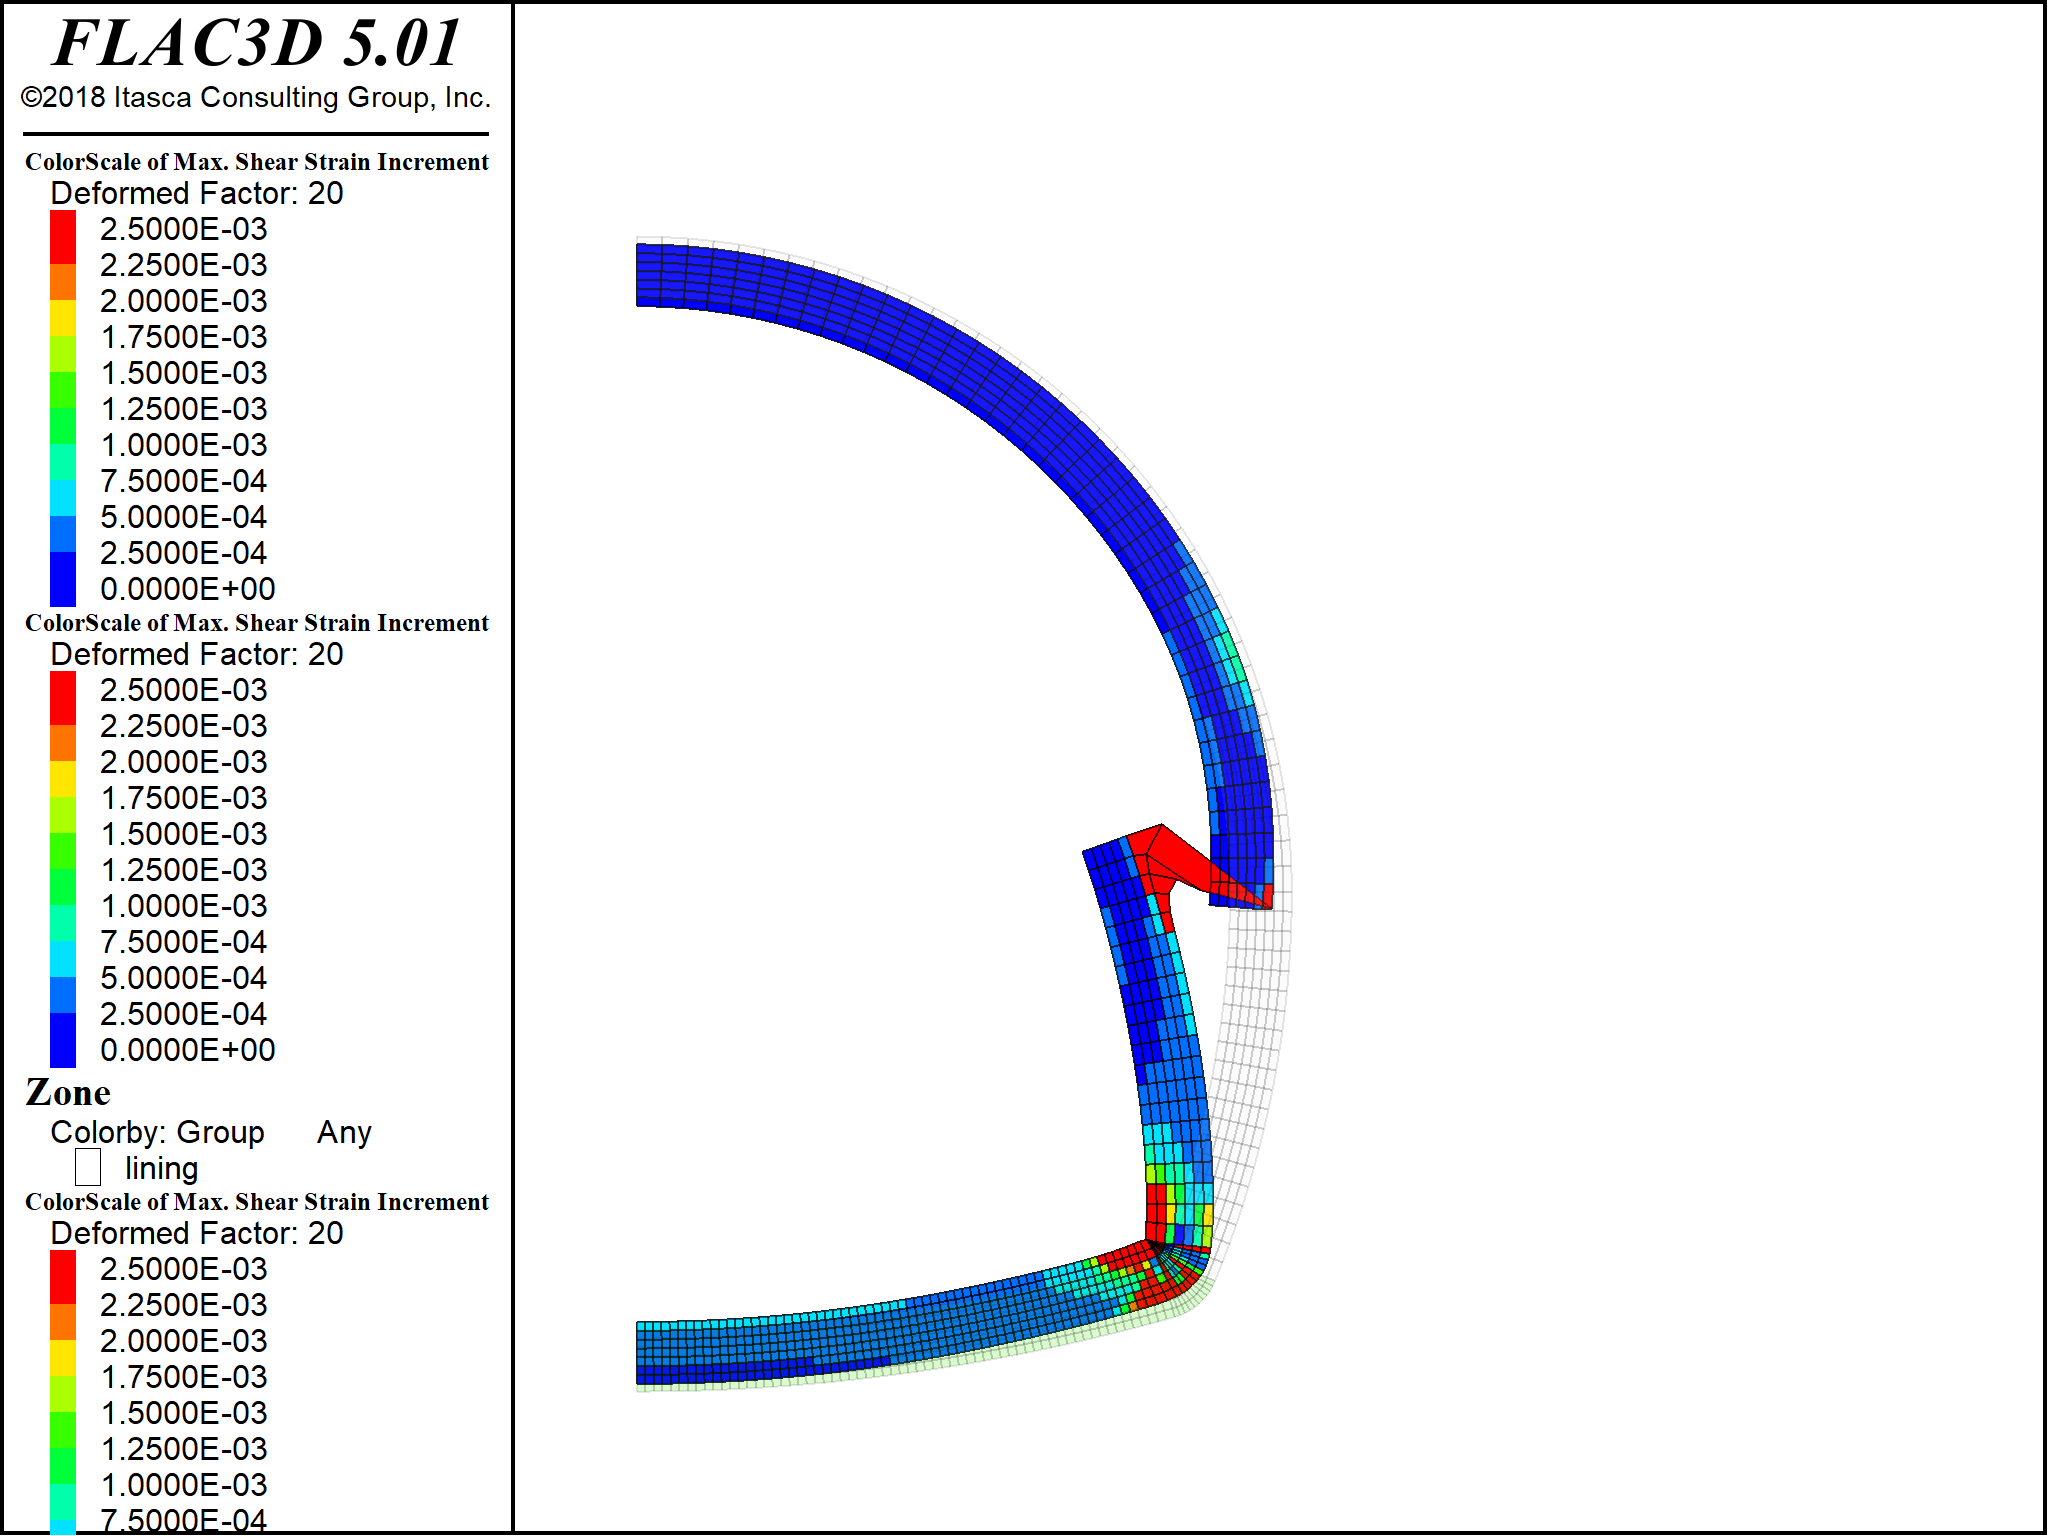 FLAC3D 5.01
©2018 Itasca Consulting Group, Inc.
ColorScale of Max. Shear Strain Increment
Deformed Factor: 20
2.5000E-03
2.2500E-03
2.0000E-03
1.7500E-03
1.5000E-03
1.2500E-03
1.0000E-03
7.5000E-04
5.0000E-04
2.5000E-04
0.0000E+00
ColorScale of Max. Shear Strain Increment
Deformed Factor: 20
2.5000E-03
2.2500E-03
2.0000E-03
1.7500E-03
1.5000E-03
1.2500E-03
1.0000E-03
7.5000E-04
5.0000E-04
2.5000E-04
0.0000E+00
Zone
Colorby: Group Any
lining
ColorScale of Max. Shear Strain Increment
Deformed Factor: 20
2.5000E-03
2.2500E-03
2.0000E-03
1.7500E-03
1.5000E-03
1.2500E-03
1.0000E-03
7.5000E-04